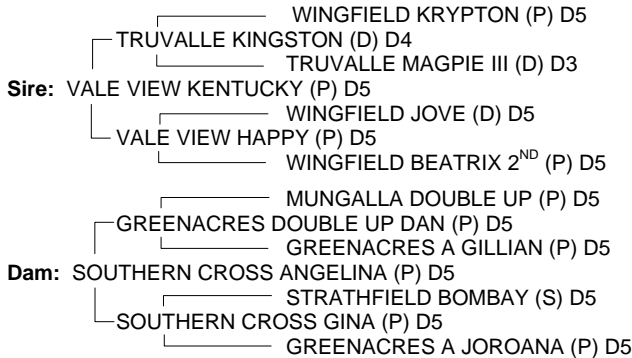 WINGFIELD KRYPTON (P) D5
TRUVALLE KINGSTON (D) D4
TRUVALLE MAGPIE III (D) D3
Sire: VALE VIEW KENTUCKY (P) D5
WINGFIELD JOVE (D) D5
VALE VIEW HAPPY (P) D5
WINGFIELD BEATRIX 2ND (P) D5
MUNGALLA DOUBLE UP (P) D5
GREENACRES DOUBLE UP DAN (P) D5
GREENACRES A GILLIAN (P) D5
Dam: SOUTHERN CROSS ANGELINA (P) D5
STRATHFIELD BOMBAY (S) D5
SOUTHERN CROSS GINA (P) D5
GREENACRES A JOROANA (P) D5